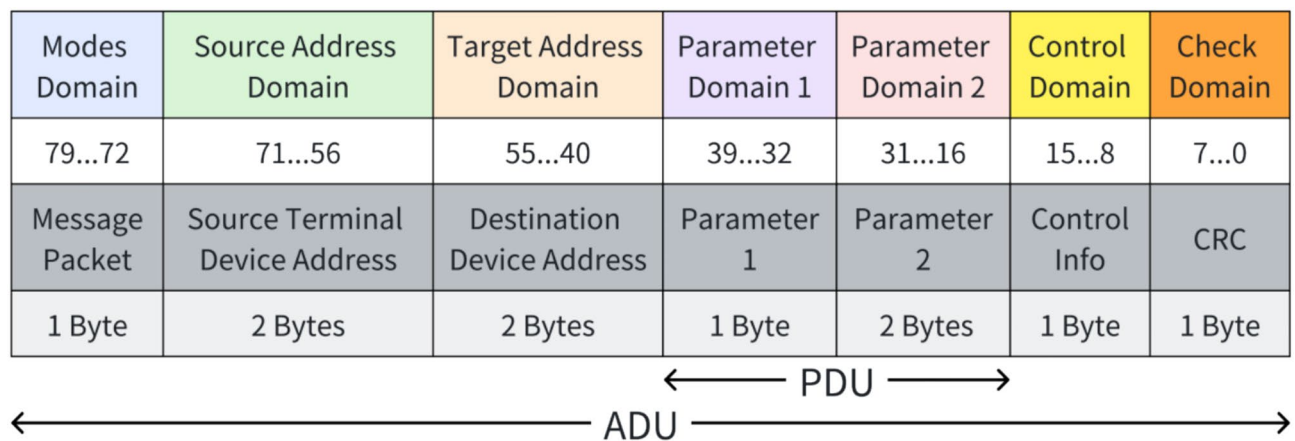 Modes Domain
Source Address Domain
Target Address Domain
Parameter Domain 1
Parameter Domain 2
Control Domain
Check Domain
79...72
71...56
55...40
39...32
31...16
15...8
7...0
Message Packet
Source Terminal Device Address
Destination Device Address
Parameter 1
Parameter 2
Control Info
CRC
1 Byte
2 Bytes
2 Bytes
1 Byte
2 Bytes
1 Byte
1 Byte
PDU
ADU